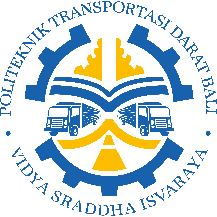 POLITEKNIK TRANSPORTASI DARAT BALI
VIDYA SRADDHA ISVARAYA